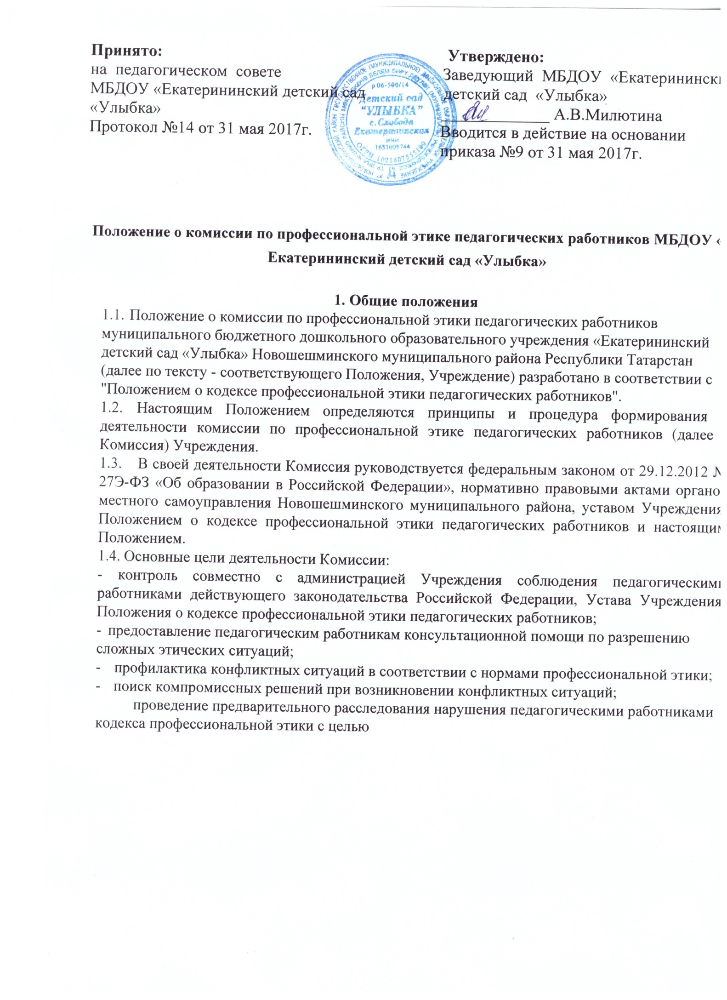 Принято:
на педагогическом совете
МБДОУ «Екатерининский детский сад
«Улыбка»
Протокол №14 от 31 мая 2017г.
Утверждено:
Заведующий МБДОУ «Екатерининск
детский сад «Улыбка»
А.В.Милютина
Вводится в действие на основании
приказа №9 от 31 мая 2017г.
р 06-590/14
Детский сад
“УЛЫБКА”
с. Слобода
Екатерининская
ИНН
ОГРН 1021607555180
Положение о комиссии по профессиональной этике педагогических работников МБДОУ «
Екатерининский детский сад «Улыбка»
1. Общие положения
1.1. Положение о комиссии по профессиональной этики педагогических работников
муниципального бюджетного дошкольного образовательного учреждения «Екатерининский
детский сад «Улыбка» Новошешминского муниципального района Республики Татарстан
(далее по тексту - соответствующего Положения, Учреждение) разработано в соответствии с
"Положением о кодексе профессиональной этики педагогических работников".
1.2. Настоящим Положением определяются принципы и процедура формирования
деятельности комиссии по профессиональной этике педагогических работников (далее
Комиссия) Учреждения.
1.3. В своей деятельности Комиссия руководствуется федеральным законом от 29.12.2012 №
27Э-ФЗ «Об образовании в Российской Федерации», нормативно правовыми актами органо
местного самоуправления Новошешминского муниципального района, уставом Учреждения
Положением о кодексе профессиональной этики педагогических работников и настоящим
Положением.
1.4. Основные цели деятельности Комиссии:
- контроль совместно с администрацией Учреждения соблюдения педагогическими
работниками действующего законодательства Российской Федерации, Устава Учреждения
Положения о кодексе профессиональной этики педагогических работников;
- предоставление педагогическим работникам консультационной помощи по разрешению
сложных этических ситуаций;
- профилактика конфликтных ситуаций в соответствии с нормами профессиональной этики;
- поиск компромиссных решений при возникновении конфликтных ситуаций;
проведение предварительного расследования нарушения педагогическими работниками
кодекса профессиональной этики с целью